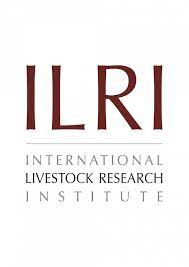 ILRI
INTERNATIONAL
LIVESTOCK RESEARCH
INSTITUTE